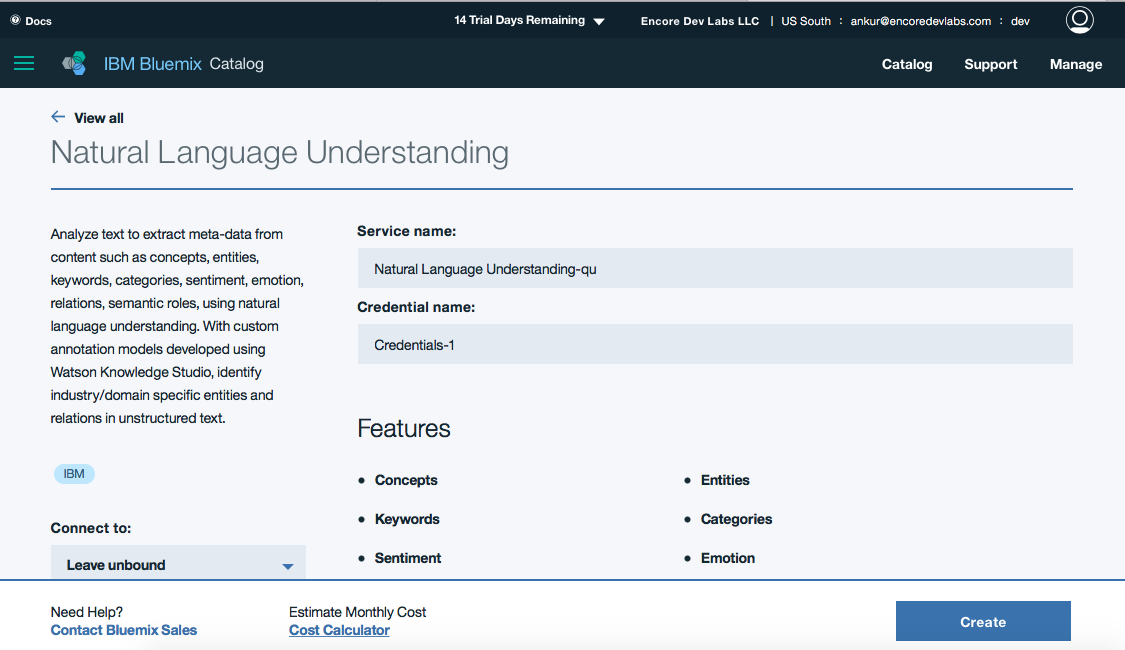 Docs
14 Trial Days Remaining
Encore Dev Labs LLC | US South : ankur@encoredevlabs.com : dev
IBM Bluemix Catalog
Catalog Support Manage
View all
Natural Language Understanding
Analyze text to extract meta-data from
content such as concepts, entities,
keywords, categories, sentiment, emotion,
relations, semantic roles, using natural
language understanding. With custom
annotation models developed using
Watson Knowledge Studio, identify
industry/domain specific entities and
relations in unstructured text.
IBM
Connect to:
Leave unbound
Service name:
Natural Language Understanding-qu
Credential name:
Credentials-1
Features
• Concepts
• Entities
• Keywords
• Categories
• Sentiment
• Emotion
Need Help?
Contact Bluemix Sales
Estimate Monthly Cost
Cost Calculator
Create